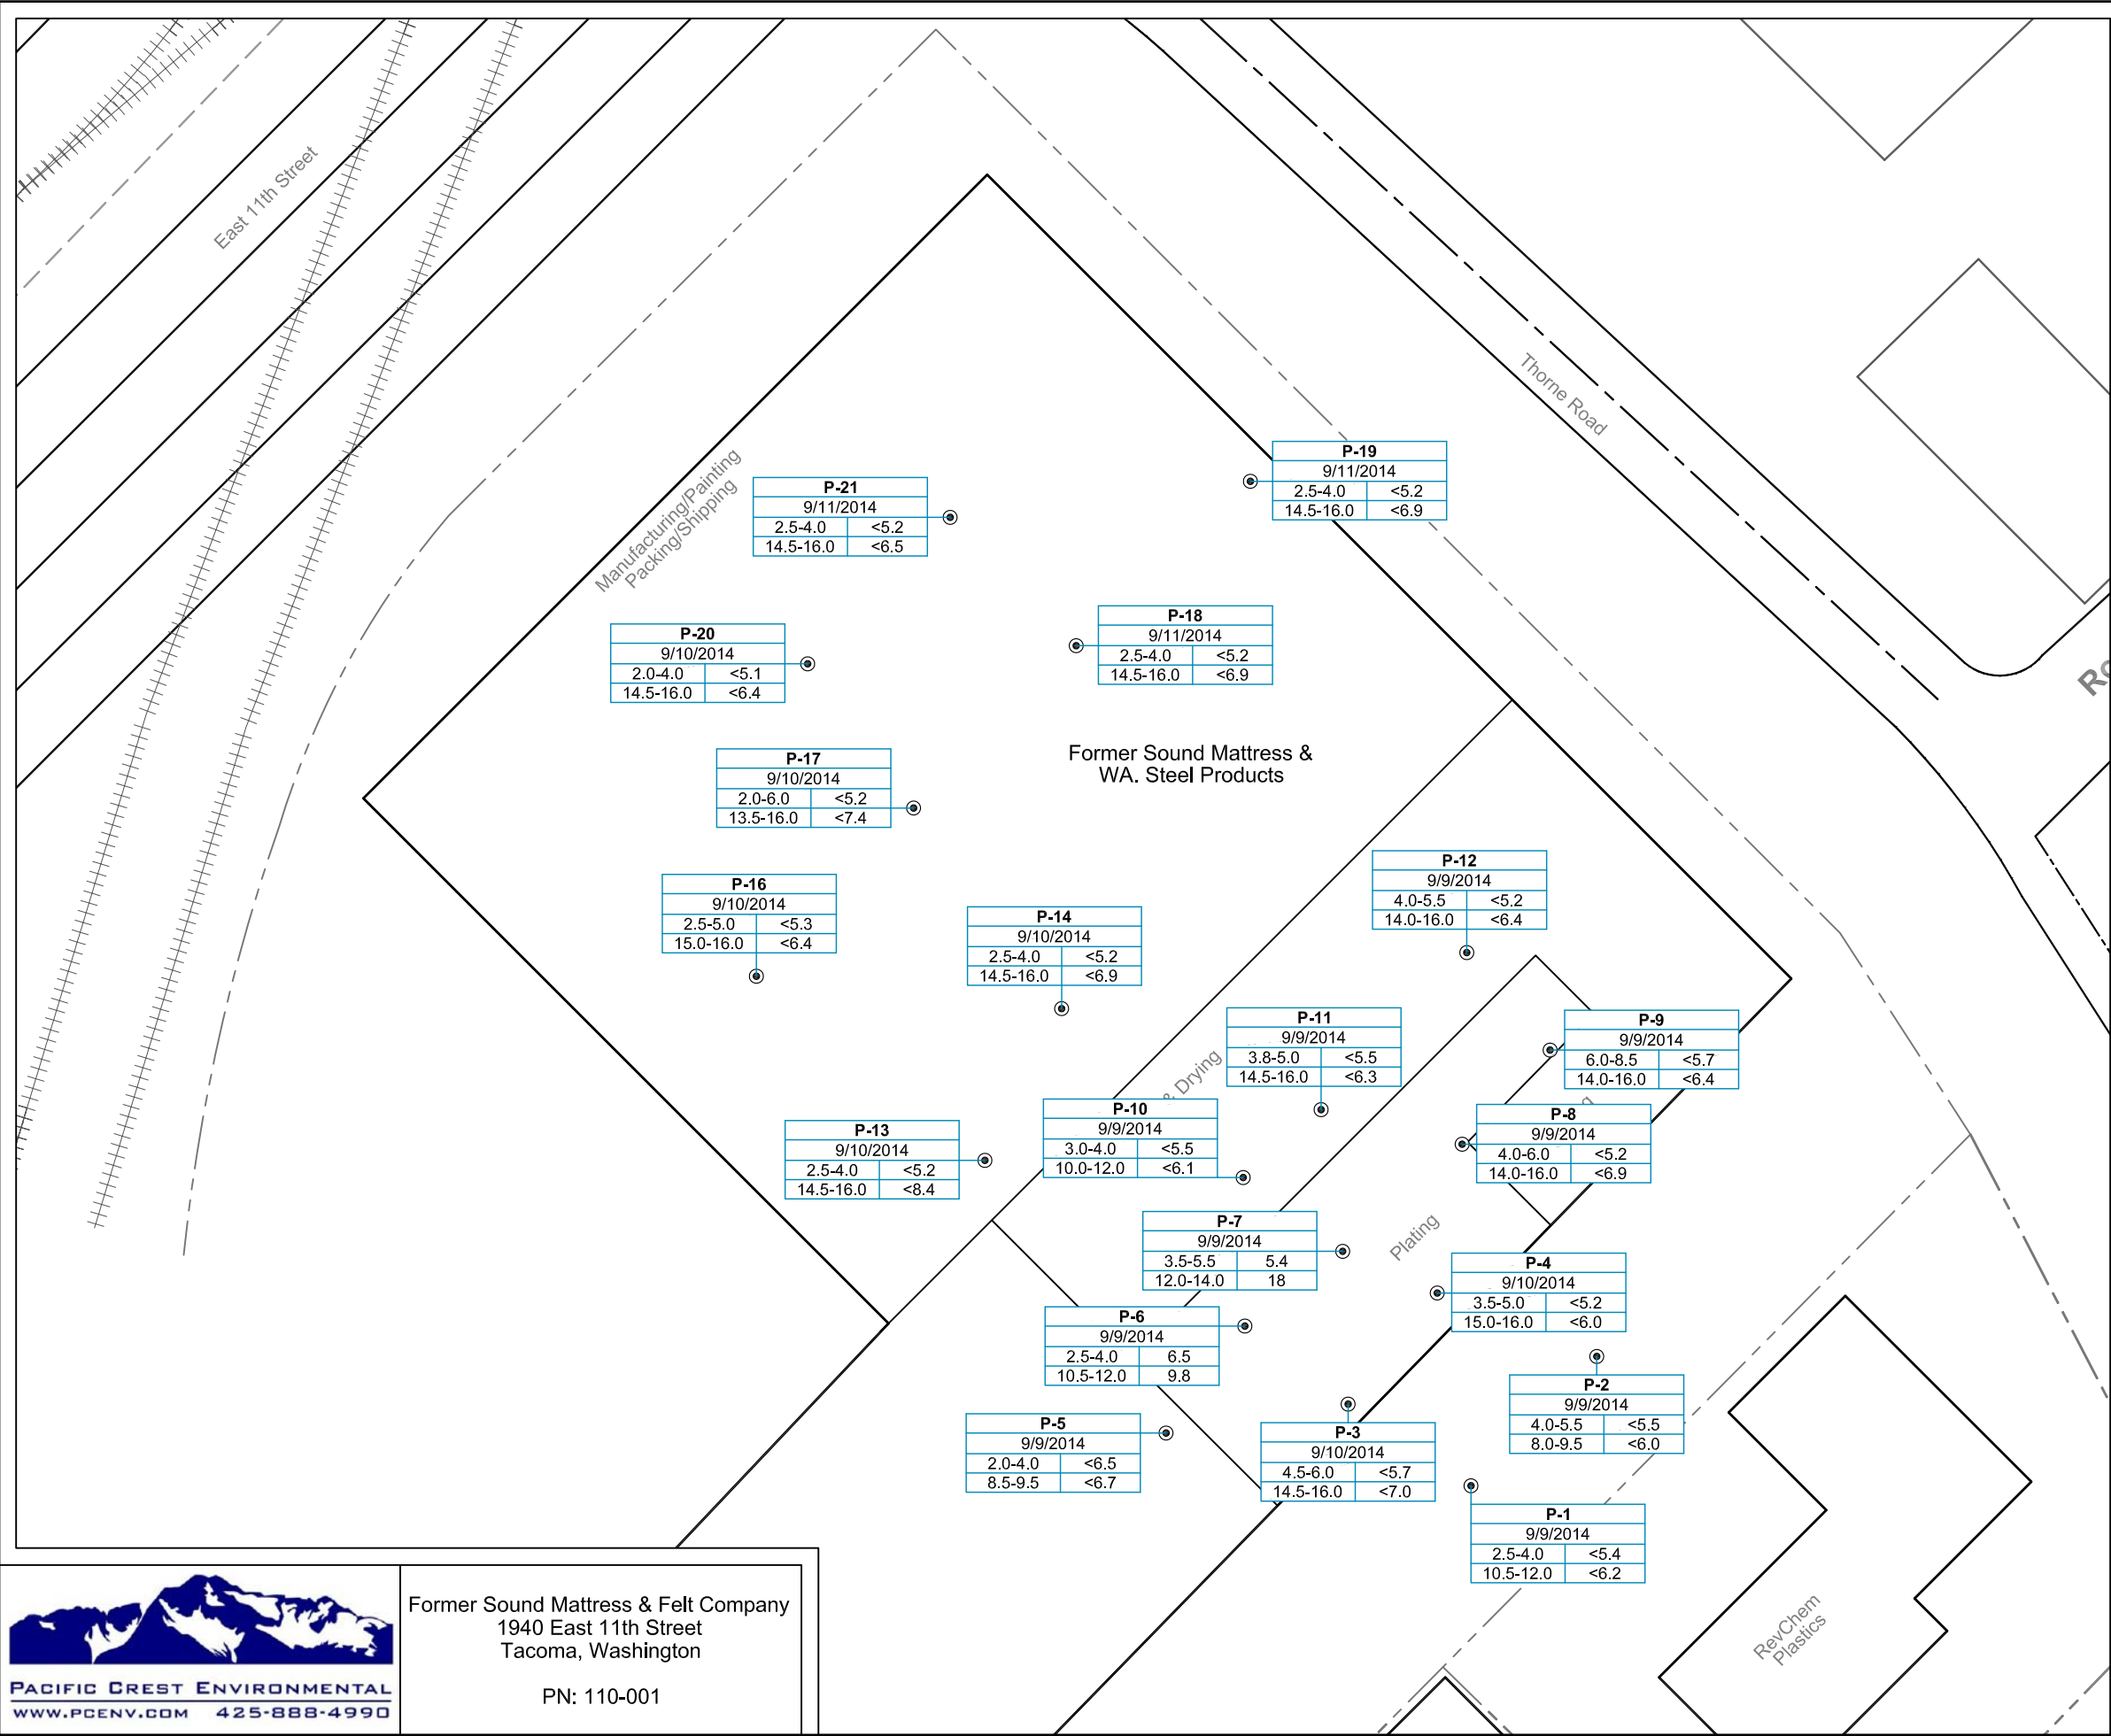 East 11th Street
Thorne Road
Manufacturing/Painting
Packing/Shipping
P-19
9/11/2014
2.5-4.0 <5.2
14.5-16.0 <6.9
P-21
9/11/2014
2.5-4.0 <5.2
14.5-16.0 <6.5
P-18
9/11/2014
2.5-4.0 <5.2
14.5-16.0 <6.9
P-20
9/10/2014
2.0-4.0 <5.1
14.5-16.0 <6.4
Former Sound Mattress &
WA. Steel Products
P-17
9/10/2014
2.0-6.0 <5.2
13.5-16.0 <7.4
P-12
9/9/2014
4.0-5.5 <5.2
14.0-16.0 <6.4
P-16
9/10/2014
2.5-5.0 <5.3
15.0-16.0 <6.4
P-14
9/10/2014
2.5-4.0 <5.2
14.5-16.0 <6.9
P-11
9/9/2014
3.8-5.0 <5.5
14.5-16.0 <6.3
P-9
9/9/2014
6.0-8.5 <5.7
14.0-16.0 <6.4
& Drying
P-10
9/9/2014
3.0-4.0 <5.5
10.0-12.0 <6.1
P-8
9/9/2014
4.0-6.0 <5.2
14.0-16.0 <6.9
P-13
9/10/2014
2.5-4.0 <5.2
14.5-16.0 <8.4
P-7
9/9/2014
3.5-5.5 5.4
12.0-14.0 18
Plating
P-4
9/10/2014
3.5-5.0 <5.2
15.0-16.0 <6.0
P-6
9/9/2014
2.5-4.0 6.5
10.5-12.0 9.8
P-2
9/9/2014
4.0-5.5 <5.5
8.0-9.5 <6.0
P-5
9/9/2014
2.0-4.0 <6.5
8.5-9.5 <6.7
P-3
9/10/2014
4.5-6.0 <5.7
14.5-16.0 <7.0
P-1
9/9/2014
2.5-4.0 <5.4
10.5-12.0 <6.2
RevChem
Plastics
Former Sound Mattress & Felt Company
1940 East 11th Street
Tacoma, Washington
PN: 110-001
PACIFIC CREST ENVIRONMENTAL
WWW.PCENV.COM 425-888-4990